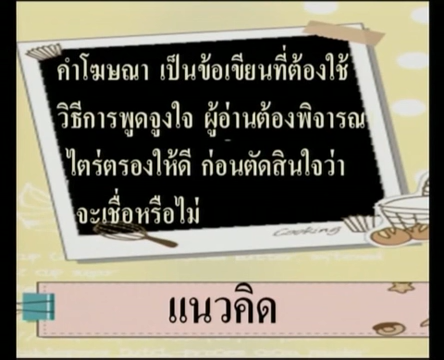 คำโฆษณา เป็นข้อเขียนที่ต้องใช้
วิธีการพูดจูงใจ ผู้อ่านต้องพิจารณ
ไตร่ตรองให้ดี ก่อนตัดสินใจว่า
จะเชื่อหรือไม่
Cooking
แนวคิด